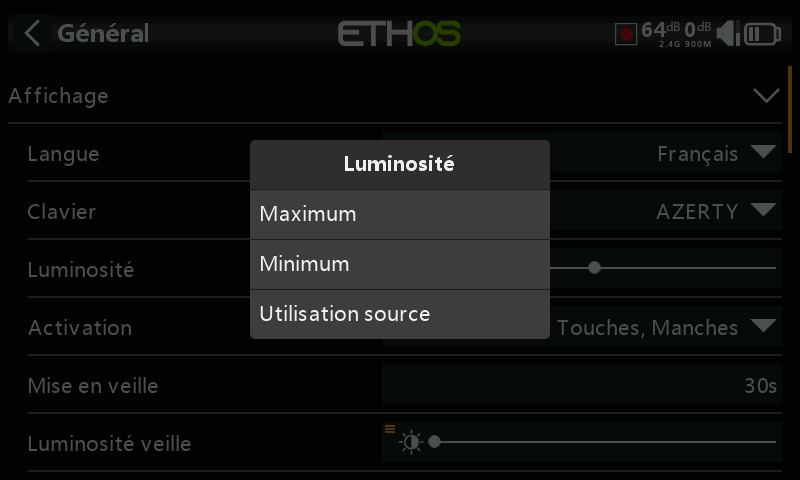 Général
ETHOS
64dB 0dB
2.4G 900M
Affichage
Langue
Français
Clavier
AZERTY
Luminosité
Activation
Touches, Manches
Mise en veille
30s
Luminosité veille
Luminosité
Maximum
Minimum
Utilisation source